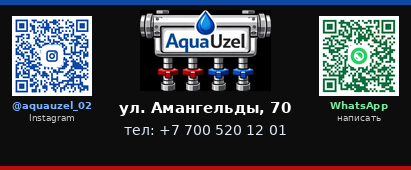 AquaUzel
@aquauzel_02
Instagram
ул. Амангельды, 70
тел: +7 700 520 12 01
WhatsApp
написать